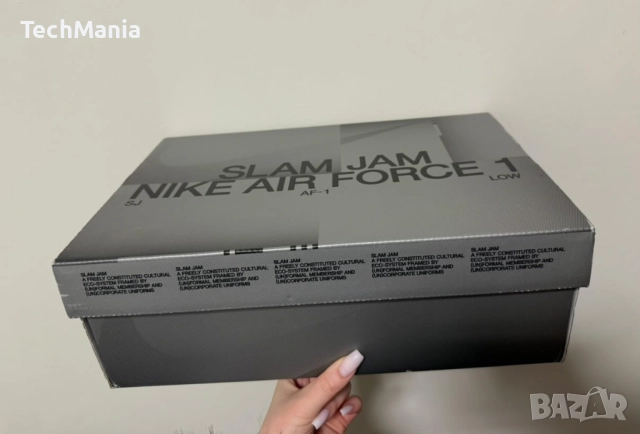 TechMania
SLAM JAM
NIKE AIR FORCE 1
SJ
AF-1
LOW
SLAM JAM
A FREELY CONSTITUTED CULTURAL
ECO-SYSTEM FRAMED BY
(UN)FORMAL MEMBERSHIP AND
(UN)CORPORATE UNIFORMS
SLAM JAM
A FREELY CONSTITUTED CULTURAL
ECO-SYSTEM FRAMED BY
(UN)FORMAL MEMBERSHIP AND
(UN)CORPORATE UNIFORMS
SLAM JAM
A FREELY CONSTITUTED CULTURAL
ECO-SYSTEM FRAMED BY
(UN)FORMAL MEMBERSHIP AND
(UN)CORPORATE UNIFORMS
SLAM JAM
A FREELY CONSTITUTED CULTURAL
ECO-SYSTEM FRAMED BY
(UN)FORMAL MEMBERSHIP AND
(UN)CORPORATE UNIFORMS
SLAM JAM
A FREELY CONSTITUTED CULTURAL
ECO-SYSTEM FRAMED BY
(UN)FORMAL MEMBERSHIP AND
(UN)CORPORATE UNIFORMS
BAZAR